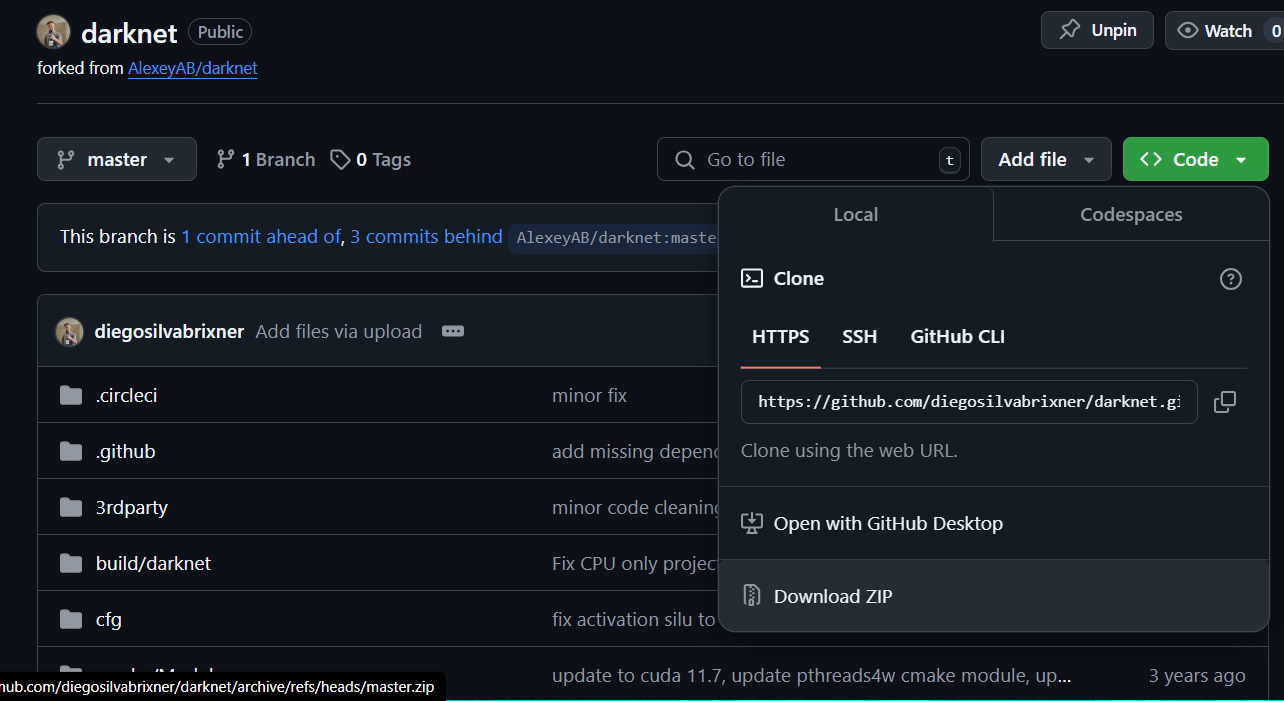 darknet Public
Unpin
Watch 0
forked from AlexeyAB/darknet
master
1 Branch
0 Tags
Go to file t
Add file
Code
Local
Codespaces
This branch is 1 commit ahead of, 3 commits behind AlexeyAB/darknet:maste
Clone
HTTPS SSH GitHub CLI
https://github.com/diegosilvabrixner/darknet.gi
Clone using the web URL.
Open with GitHub Desktop
Download ZIP
diegosilvabrixner Add files via upload
.circleci minor fix
.github add missing depend
3rdparty minor code cleaning
build/darknet Fix CPU only project
cfg fix activation silu to
update to cuda 11.7, update pthreads4w cmake module, up... 3 years ago
hub.com/diegosilvabrixner/darknet/archive/refs/heads/master.zip